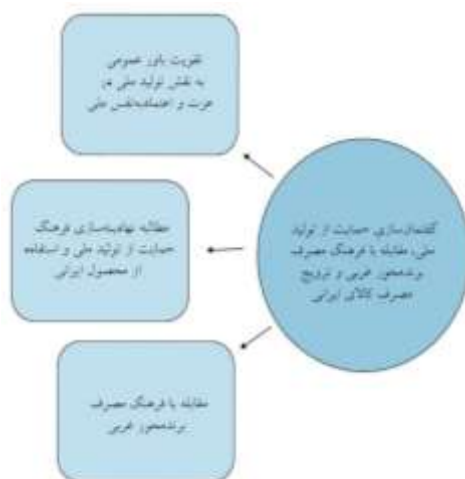 گفتمان‌سازی حمایت از تولید
ملی، مقابله با فرهنگ مصرف
برندمحور غربی و ترویج
مصرف کالای ایرانی
تقویت باور عمومی
به نقش تولید ملی در
عزت و اعتمادبه‌نفس ملی
مطالبه نهادینه‌سازی فرهنگ
حمایت از تولید ملی و استفاده
از محصول ایرانی
مقابله با فرهنگ مصرف
برندمحور غربی